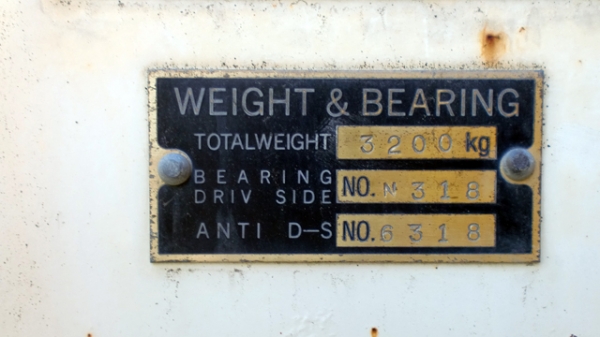 WEIGHT & BEARING
TOTALWEIGHT 3200 kg
BEARING
DRIV SIDE NO. N318
ANTI D-S NO. 6318